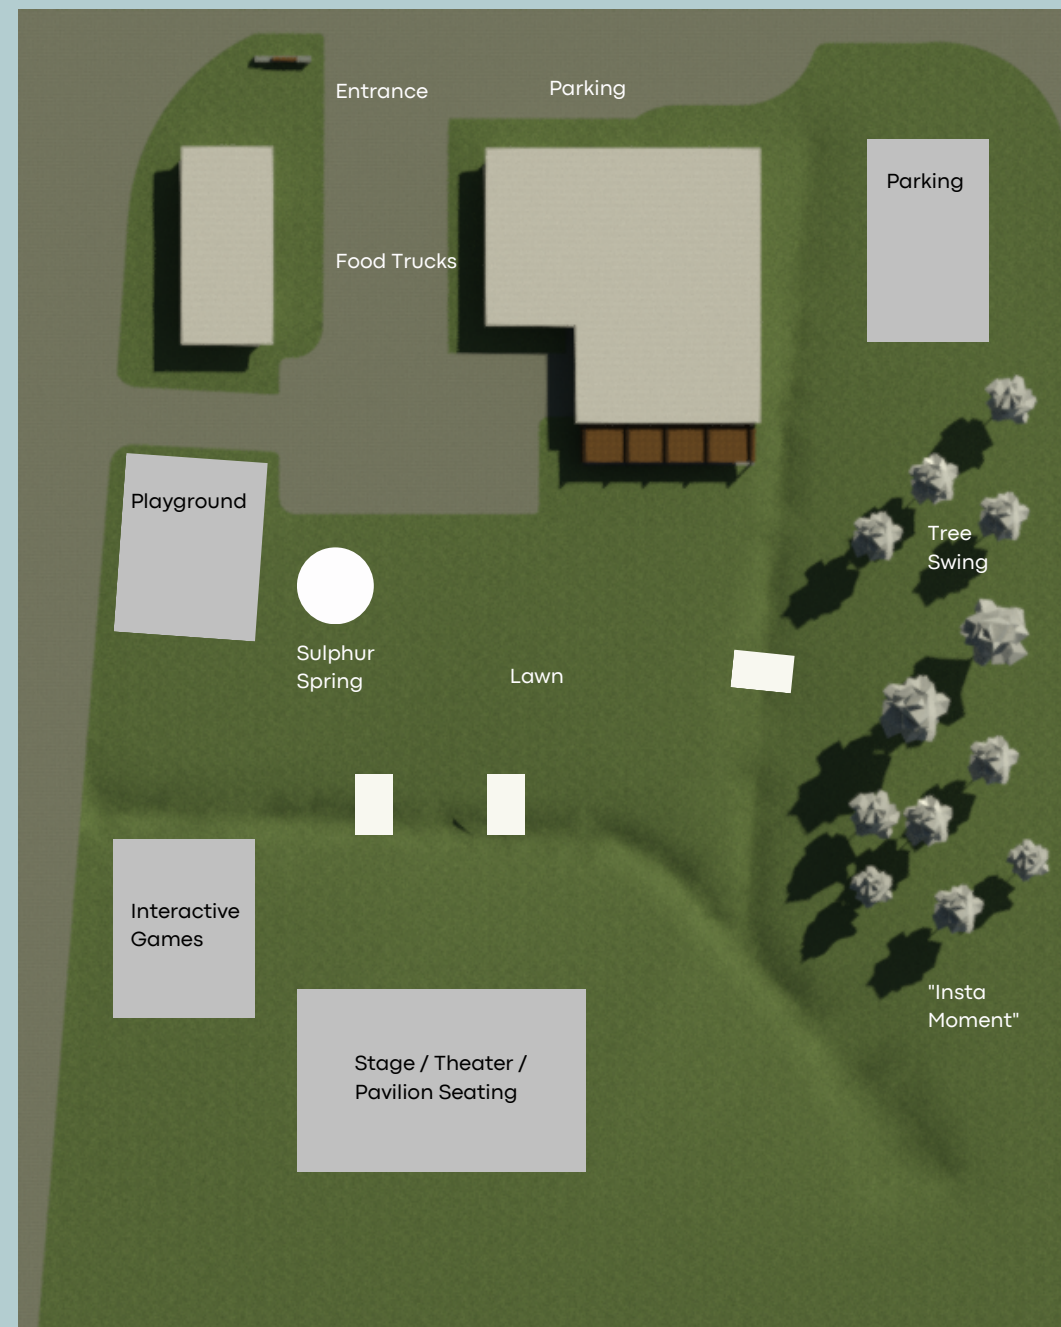 Entrance
Parking
Parking
Food Trucks
Playground
Tree
Swing
Sulphur
Spring
Lawn
Interactive
Games
"Insta
Moment"
Stage / Theater /
Pavilion Seating